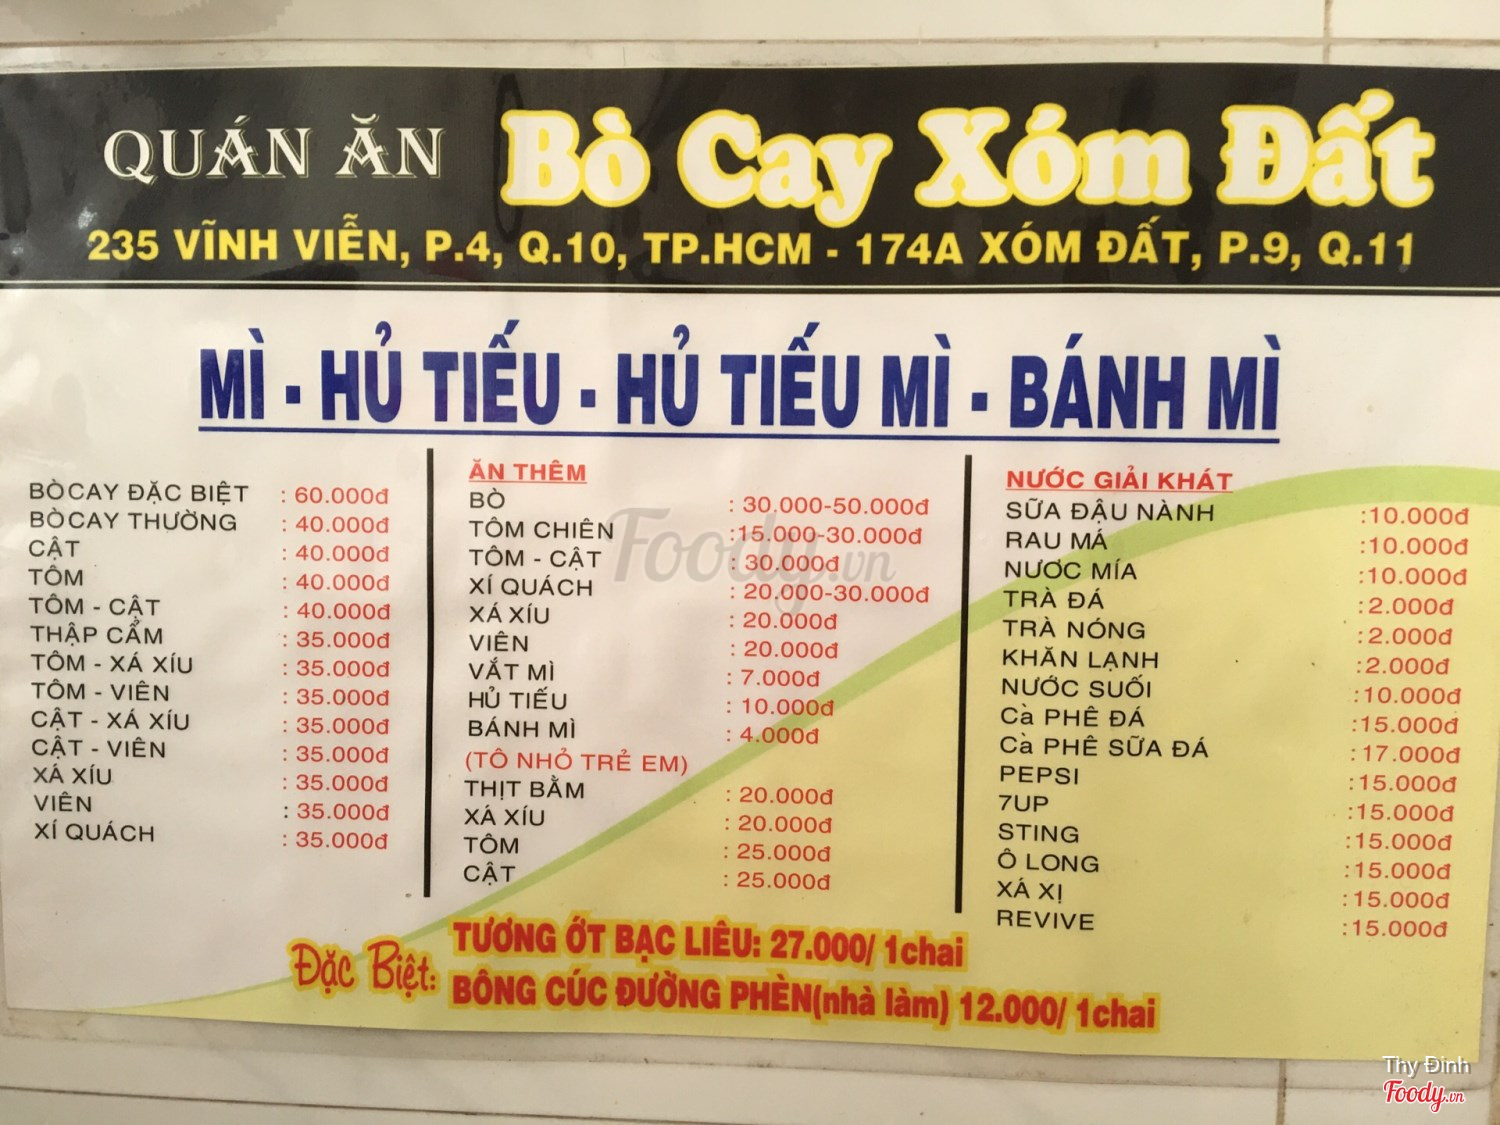 QUÁN ĂN Bò Cay Xóm Đất
235 VĨNH VIỄN, P.4, Q.10, TP.HCM - 174A XÓM ĐẤT, P.9, Q.11
MÌ - HỦ TIẾU - HỦ TIẾU MÌ - BÁNH MÌ
BÒ CAY ĐẶC BIỆT : 60.000đ
BÒ CAY THƯỜNG : 40.000đ
CẬT : 40.000đ
TÔM : 40.000đ
TÔM - CẬT : 40.000đ
THẬP CẨM : 35.000đ
TÔM - XÁ XÍU : 35.000đ
TÔM - VIÊN : 35.000đ
CẬT - XÁ XÍU : 35.000đ
CẬT - VIÊN : 35.000đ
XÁ XÍU : 35.000đ
VIÊN : 35.000đ
XÍ QUÁCH : 35.000đ
ĂN THÊM
BÒ : 30.000-50.000đ
TÔM CHIÊN :15.000-30.000đ
TÔM - CẬT : 30.000đ
XÍ QUÁCH : 20.000-30.000đ
XÁ XÍU : 20.000đ
VIÊN : 20.000đ
VẮT MÌ : 7.000đ
HỦ TIẾU : 10.000đ
BÁNH MÌ : 4.000đ
(TÔ NHỎ TRẺ EM)
THỊT BẰM : 20.000đ
XÁ XÍU : 20.000đ
TÔM : 25.000đ
CẬT : 25.000đ
NƯỚC GIẢI KHÁT
SỮA ĐẬU NÀNH :10.000đ
RAU MÁ :10.000đ
NƯƠC MÍA :10.000đ
TRÀ ĐÁ :2.000đ
TRÀ NÓNG :2.000đ
KHĂN LẠNH :2.000đ
NƯỚC SUỐI :10.000đ
Cà PHÊ ĐÁ :15.000đ
Cà PHÊ SỮA ĐÁ :17.000đ
PEPSI :15.000đ
7UP :15.000đ
STING :15.000đ
Ô LONG :15.000đ
XÁ XỊ :15.000đ
REVIVE :15.000đ
Đặc Biệt:
TƯƠNG ỚT BẠC LIÊU: 27.000/ 1chai
BÔNG CÚC ĐƯỜNG PHÈN(nhà làm) 12.000/ 1chai
Foody.vn
Thy Đinh
Foody.vn